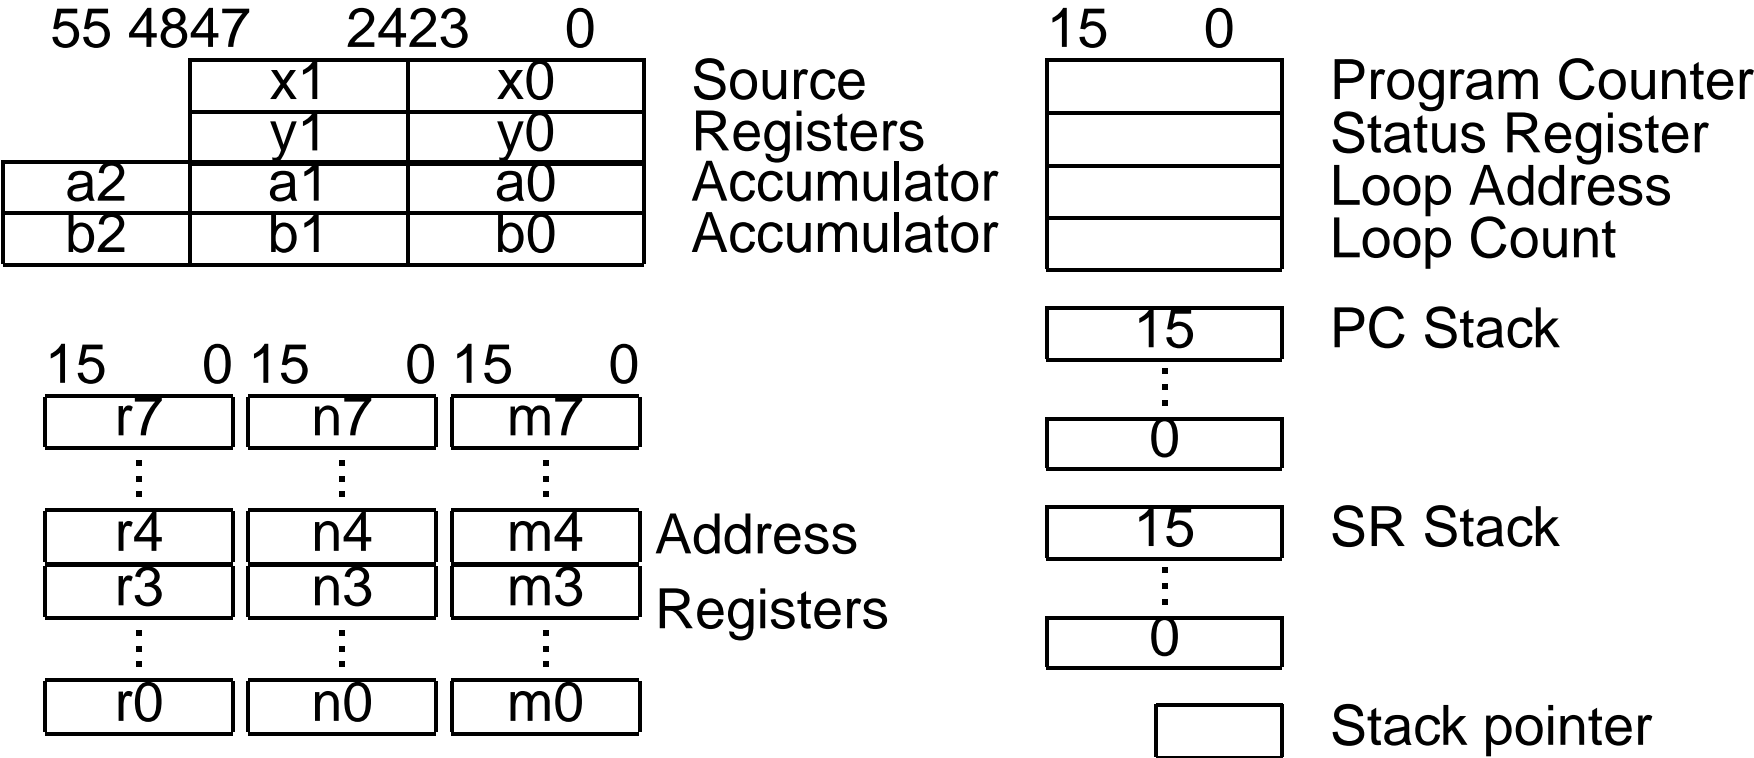 55 4847 2423 0
x1 x0 Source
y1 y0 Registers
a2 a1 a0 Accumulator
b2 b1 b0 Accumulator
15 0 15 0 15 0
r7 n7 m7
r4 n4 m4 Address
r3 n3 m3 Registers
r0 n0 m0
15 0
Program Counter
Status Register
Loop Address
Loop Count
15 PC Stack
0
15 SR Stack
0
Stack pointer